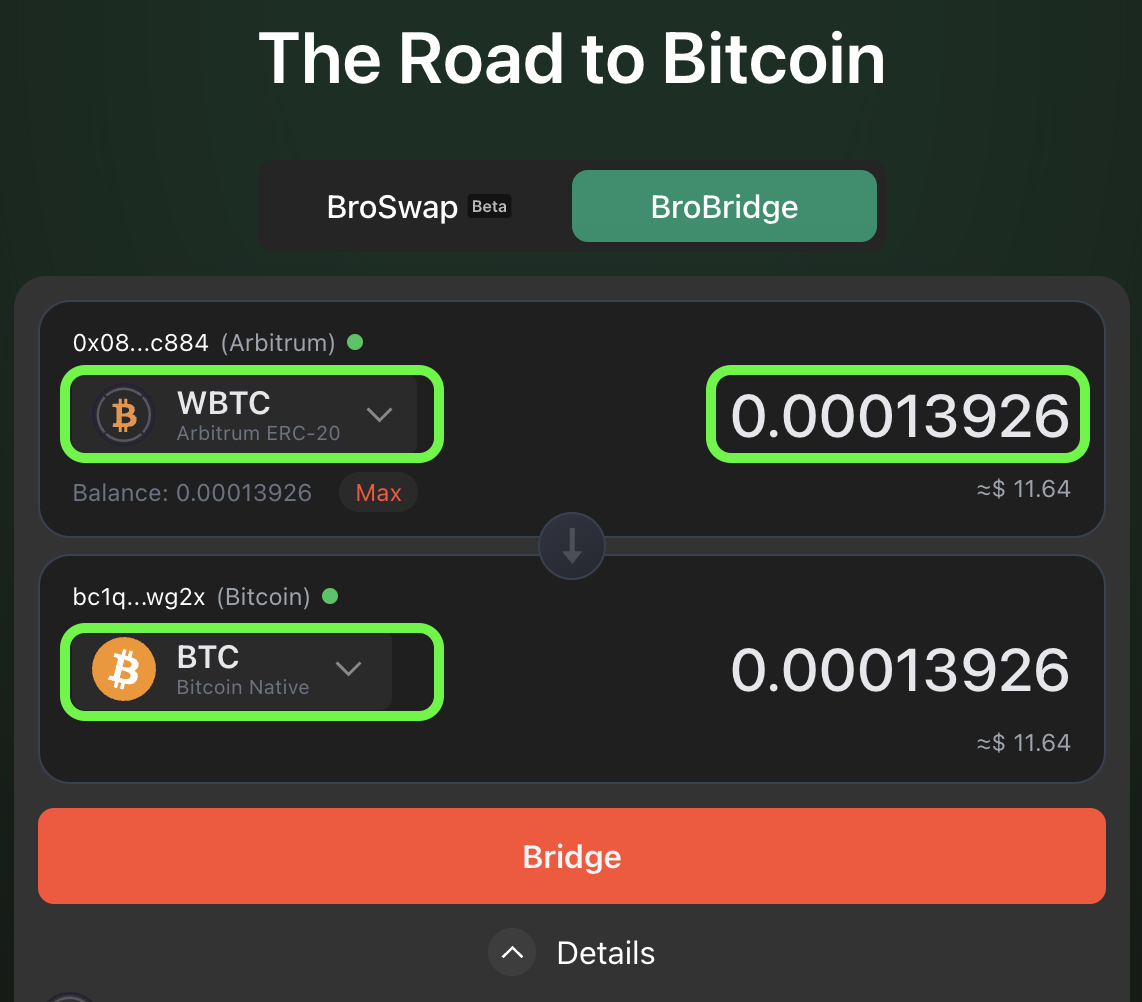 The Road to Bitcoin
BroSwap Beta
BroBridge
0x08...c884 (Arbitrum)
WBTC
0.00013926
Arbitrum ERC-20
Balance: 0.00013926 Max
≈$ 11.64
bc1q...wg2x (Bitcoin)
BTC
0.00013926
Bitcoin Native
≈$ 11.64
Bridge
Details